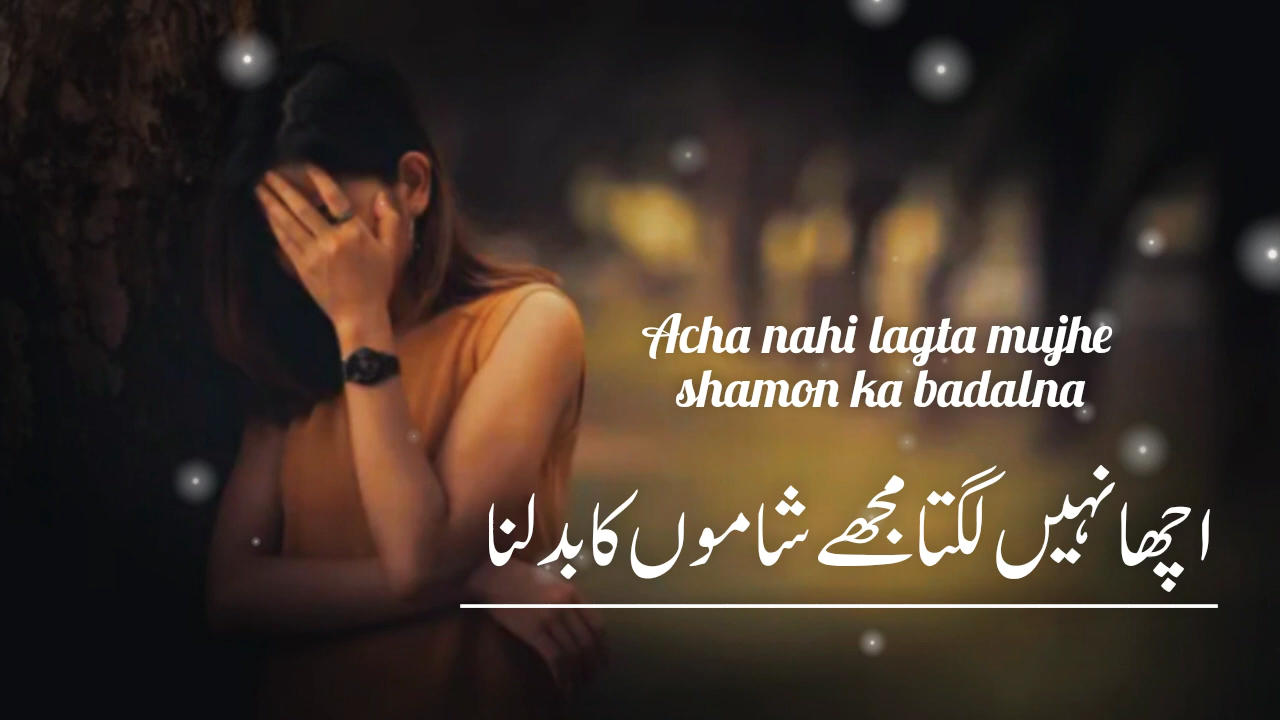 Acha nahi lagta mujhe
shamon ka badalna
اچھا نہیں لگتا مجھے شاموں کا بدلنا